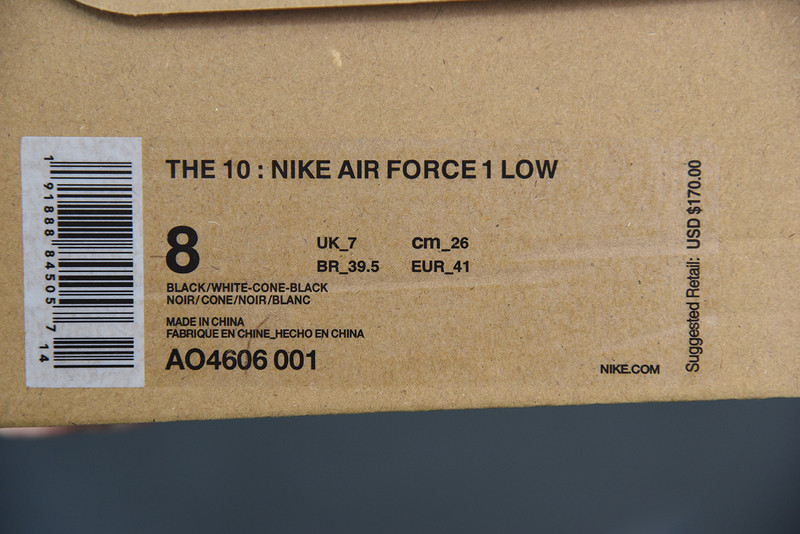 THE 10 : NIKE AIR FORCE 1 LOW
8
UK_7 cm_26
BR_39.5 EUR_41
BLACK/WHITE-CONE-BLACK
NOIR/CONE/NOIR/BLANC
MADE IN CHINA
FABRIQUE EN CHINE_HECHO EN CHINA
AO4606 001
NIKE.COM
Suggested Retail: USD $170.00
1 91888 84505 7 14